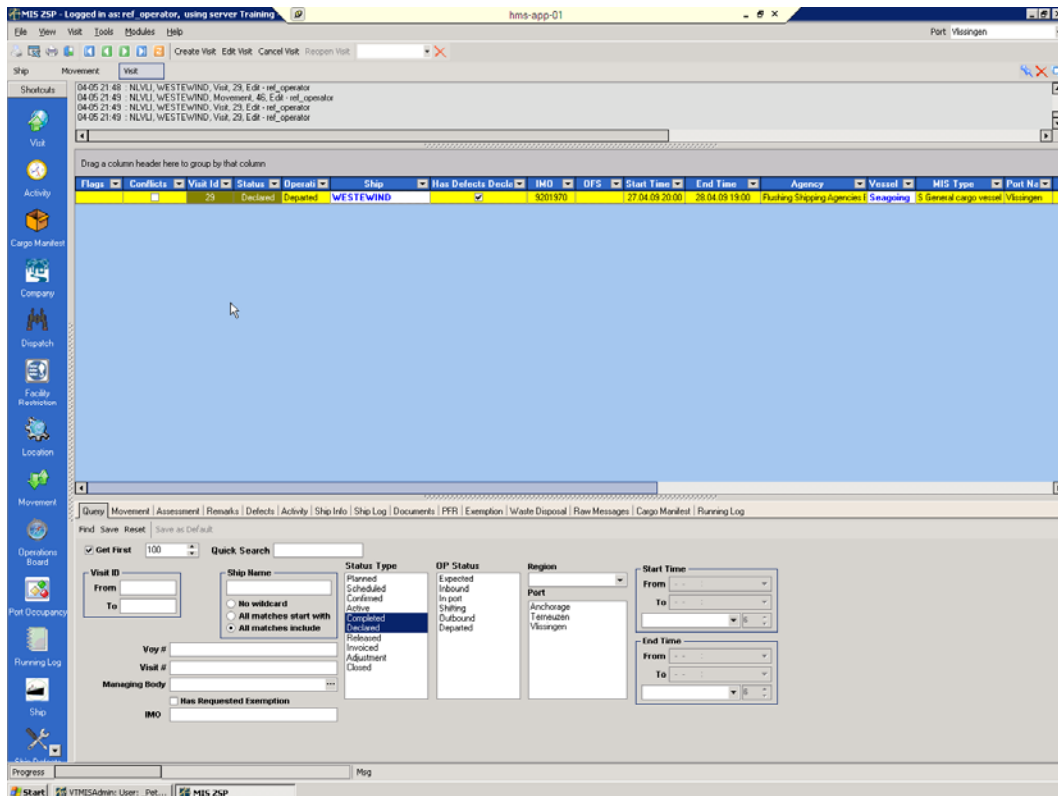 MIS ZSP - Logged in as: ref_operator, using server Training
hms-app-01
File View Visit Tools Modules Help
Port Vlissingen
Create Visit Edit Visit Cancel Visit Reopen Visit
Ship Movement Visit
Shortcuts
Visit
Activity
Cargo Manifest
Company
Dispatch
Facility
Restriction
Location
Movement
Operations
Board
Port Occupancy
Running Log
Ship
Ship Defects
04-05 21:48 : NLVLI, WESTEWIND, Visit, 29, Edit - ref_operator
04-05 21:49 : NLVLI, WESTEWIND, Movement, 46, Edit - ref_operator
04-05 21:49 : NLVLI, WESTEWIND, Visit, 29, Edit - ref_operator
04-05 21:49 : NLVLI, WESTEWIND, Visit, 29, Edit - ref_operator
Drag a column header here to group by that column
Flags Conflicts Visit Id Status Operati Ship Has Defects Decla IMO OFS Start Time End Time Agency Vessel MIS Type Port Na
29 Declared Departed WESTEWIND 9201970 27.04.09 20:00 28.04.09 19:00 Flushing Shipping Agencies Seagoing S General cargo vessel Vlissingen
Query Movement Assessment Remarks Defects Activity Ship Info Ship Log Documents PFR Exemption Waste Disposal Raw Messages Cargo Manifest Running Log
Find Save Reset Save as Default
Get First 100 Quick Search
Visit ID
From
To
Ship Name
No wildcard
All matches start with
All matches include
Voy #
Visit #
Managing Body
Has Requested Exemption
IMO
Status Type
Planned
Scheduled
Confirmed
Active
Completed
Declared
Released
Invoiced
Adjustment
Closed
OP Status
Expected
Inbound
In port
Shifting
Outbound
Departed
Region
Port
Anchorage
Terneuzen
Vlissingen
Start Time
From
To
6
End Time
From
To
6
Progress Msg
Start VTMISAdmin: User: Pet... MIS ZSP